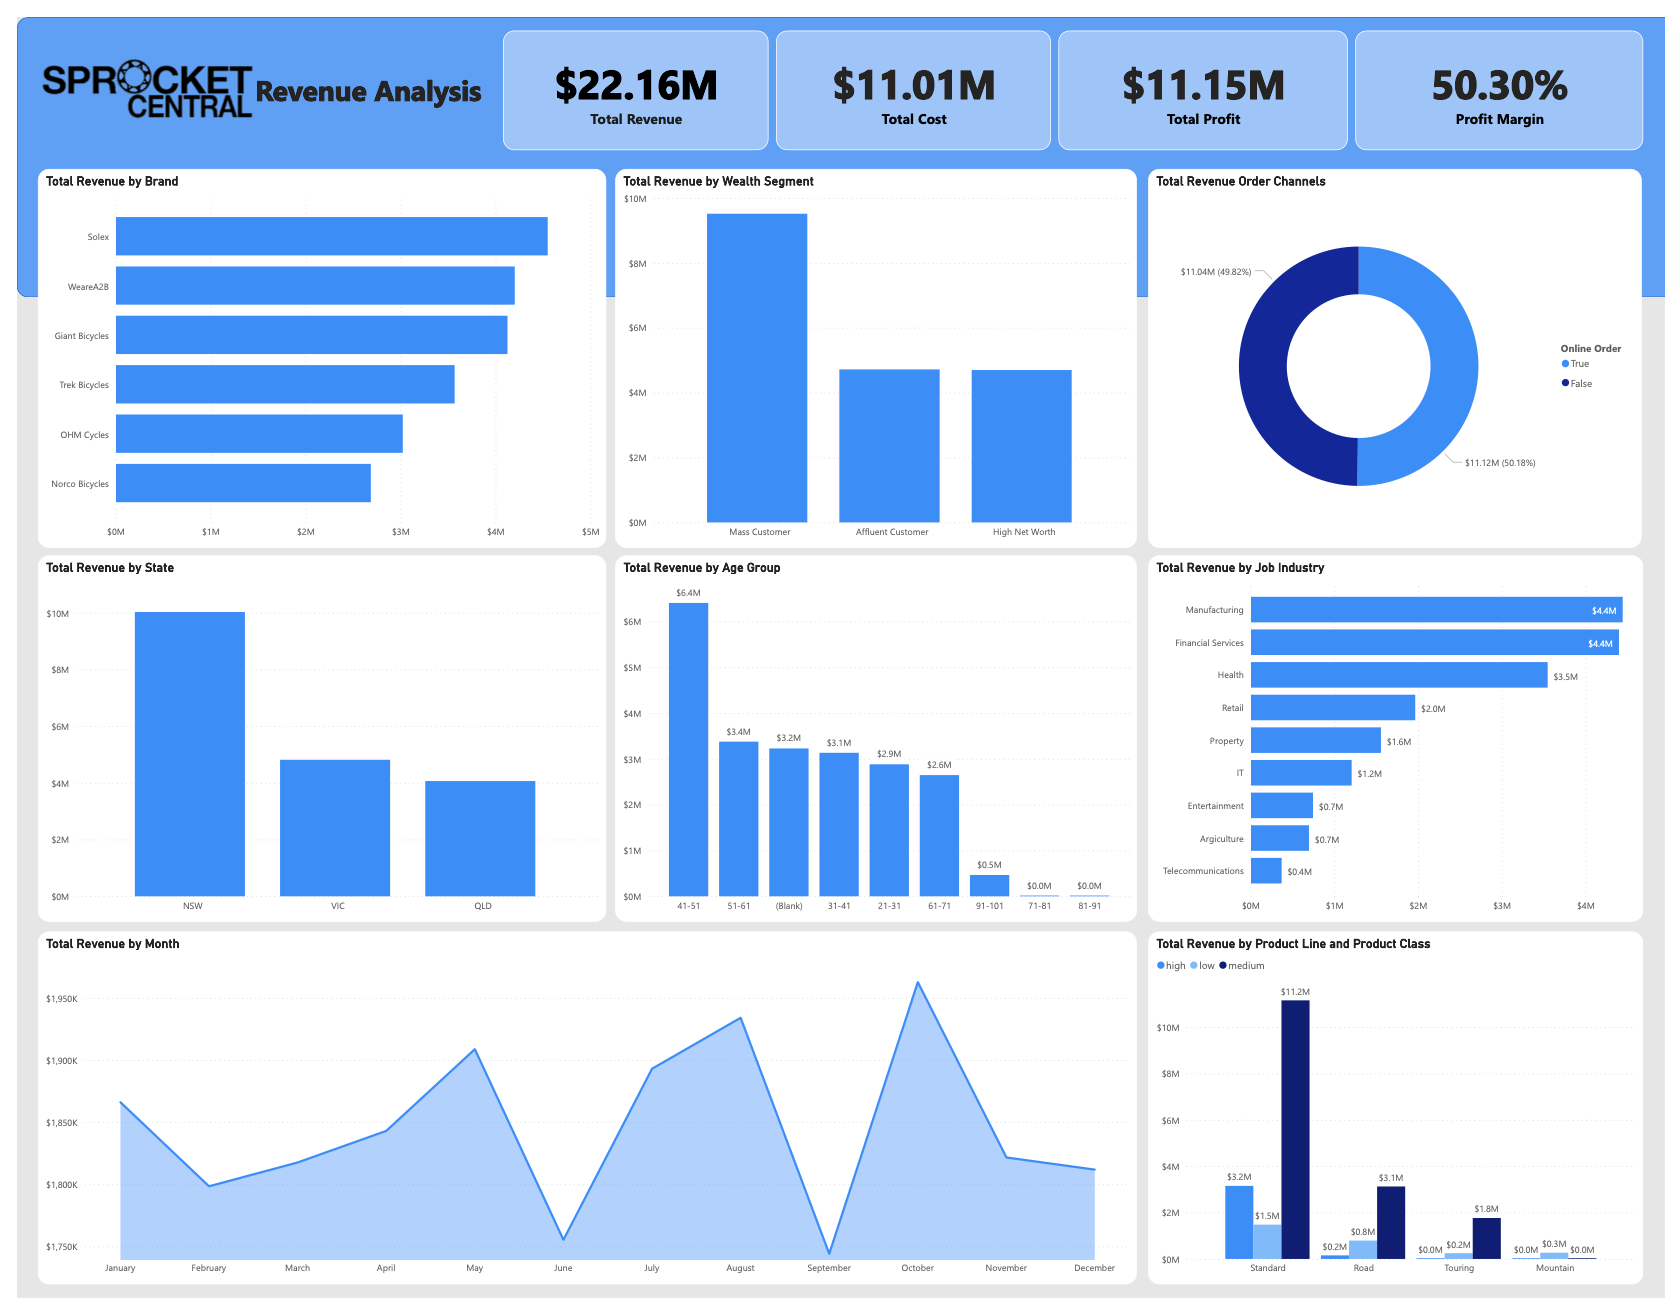 SPROCKET
CENTRAL
Revenue Analysis
$22.16M
Total Revenue
$11.01M
Total Cost
$11.15M
Total Profit
50.30%
Profit Margin
Total Revenue by Brand
Solex
WeareA2B
Giant Bicycles
Trek Bicycles
OHM Cycles
Norco Bicycles
$0M $1M $2M $3M $4M $5M
Total Revenue by Wealth Segment
$10M
$8M
$6M
$4M
$2M
$0M
Mass Customer Affluent Customer High Net Worth
Total Revenue Order Channels
$11.04M (49.82%)
$11.12M (50.18%)
Online Order
True
False
Total Revenue by State
$10M
$8M
$6M
$4M
$2M
$0M
NSW VIC QLD
Total Revenue by Age Group
$6M
$5M
$4M
$3M
$2M
$1M
$0M
$6.4M $3.4M $3.2M $3.1M $2.9M $2.6M $0.5M $0.0M $0.0M
41-51 51-61 (Blank) 31-41 21-31 61-71 91-101 71-81 81-91
Total Revenue by Job Industry
Manufacturing $4.4M
Financial Services $4.4M
Health $3.5M
Retail $2.0M
Property $1.6M
IT $1.2M
Entertainment $0.7M
Argiculture $0.7M
Telecommunications $0.4M
$0M $1M $2M $3M $4M
Total Revenue by Month
$1,950K
$1,900K
$1,850K
$1,800K
$1,750K
January February March April May June July August September October November December
Total Revenue by Product Line and Product Class
high low medium
$10M
$8M
$6M
$4M
$2M
$0M
$3.2M $1.5M $11.2M
$0.2M $0.8M $3.1M
$0.0M $0.2M $1.8M
$0.0M $0.3M $0.0M
Standard Road Touring Mountain